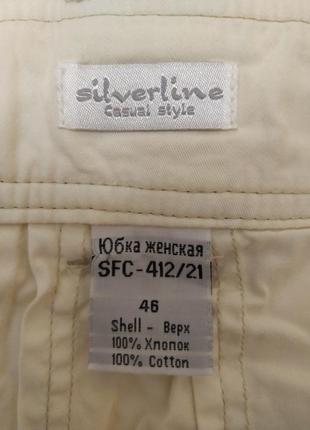 silverline
Casual style
Юбка женская
SFC-412/21
46
Shell - Верх
100% Хлопок
100% Cotton